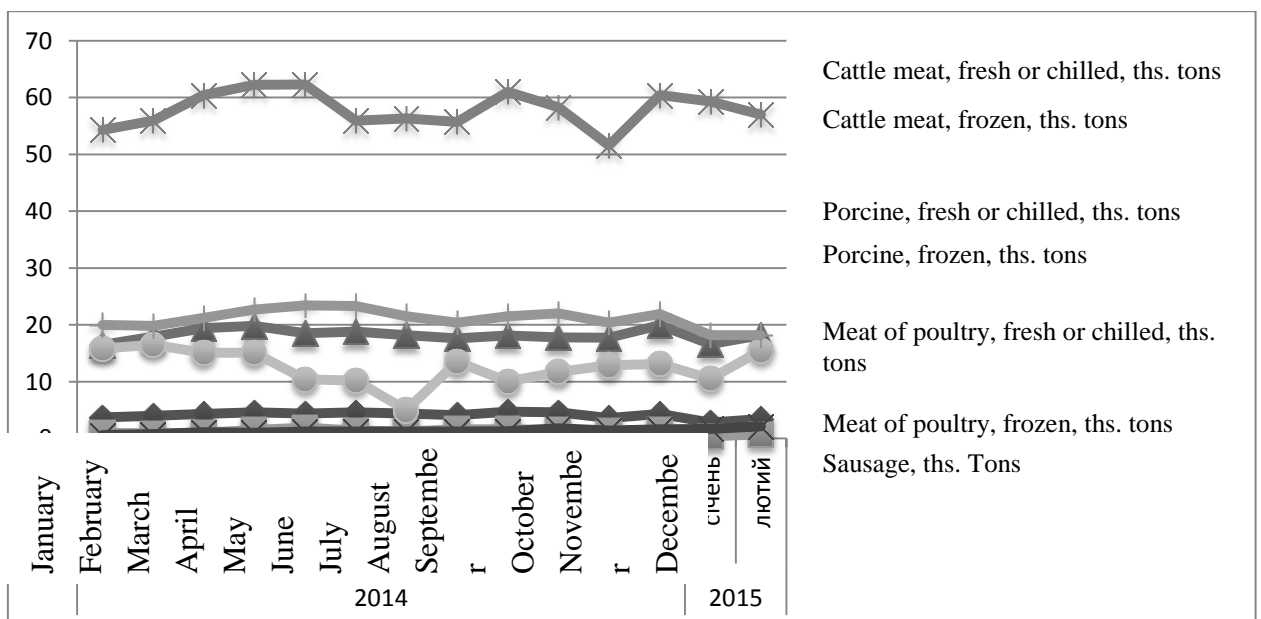 70
60
50
40
30
20
10
Cattle meat, fresh or chilled, ths. tons
Cattle meat, frozen, ths. tons
Porcine, fresh or chilled, ths. tons
Porcine, frozen, ths. tons
Meat of poultry, fresh or chilled, ths.
tons
Meat of poultry, frozen, ths. tons
Sausage, ths. Tons
January
February
March
April
May
June
July
August
Septembe
r
October
Novembe
r
Decembe
січень
лютий
2014
2015